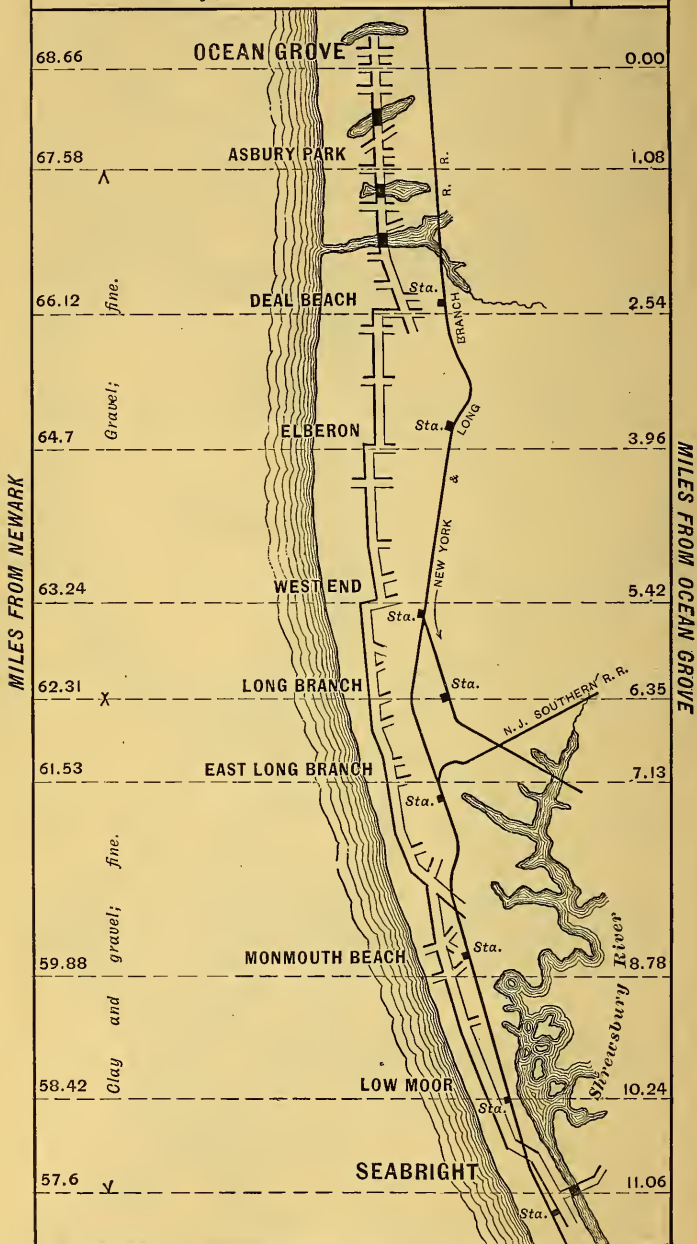 68.66 OCEAN GROVE 0.00
67.58 ASBURY PARK R. R. 1.08
66.12 DEAL BEACH Sta. 2.54
BRANCH
Gravel; fine.
64.7 ELBERON Sta. 3.96
LONG
&
NEW YORK
63.24 WEST END Sta. 5.42
62.31 X LONG BRANCH Sta. 6.35
N.J. SOUTHERN R.R.
61.53 EAST LONG BRANCH Sta. 7.13
MILES FROM NEWARK
MILES FROM OCEAN GROVE
Clay and gravel; fine.
59.88 MONMOUTH BEACH Sta. 8.78
Shrewsbury River
58.42 LOW MOOR Sta. 10.24
57.6 SEABRIGHT Sta. 11.06